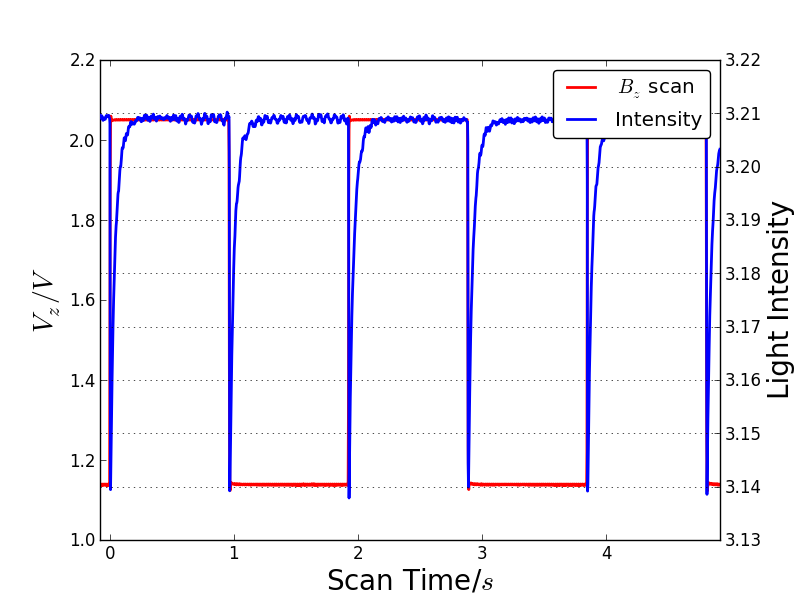 B_z scan
Intensity
2.2
2.0
1.8
1.6
1.4
1.2
1.0
V_z/V
3.22
3.21
3.20
3.19
3.18
3.17
3.16
3.15
3.14
3.13
Light Intensity
0 1 2 3 4
Scan Time/s